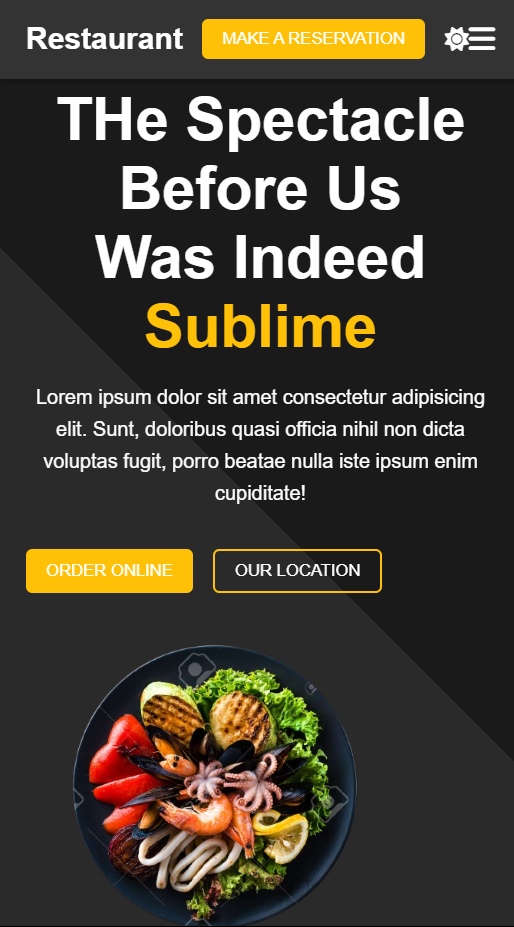 Restaurant
MAKE A RESERVATION
THe Spectacle
Before Us
Was Indeed
Sublime
Lorem ipsum dolor sit amet consectetur adipisicing
elit. Sunt, doloribus quasi officia nihil non dicta
voluptas fugit, porro beatae nulla iste ipsum enim
cupiditate!
ORDER ONLINE
OUR LOCATION